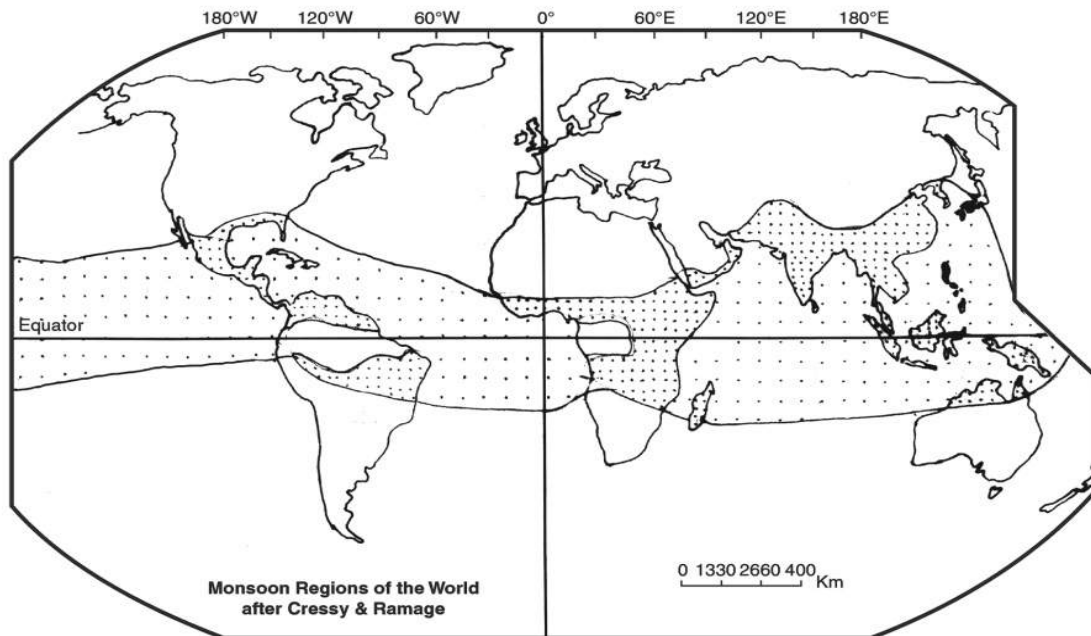 180°W 120°W 60°W 0° 60°E 120°E 180°E
Equator
Monsoon Regions of the World
after Cressy & Ramage
0 1330 2660 400
Km